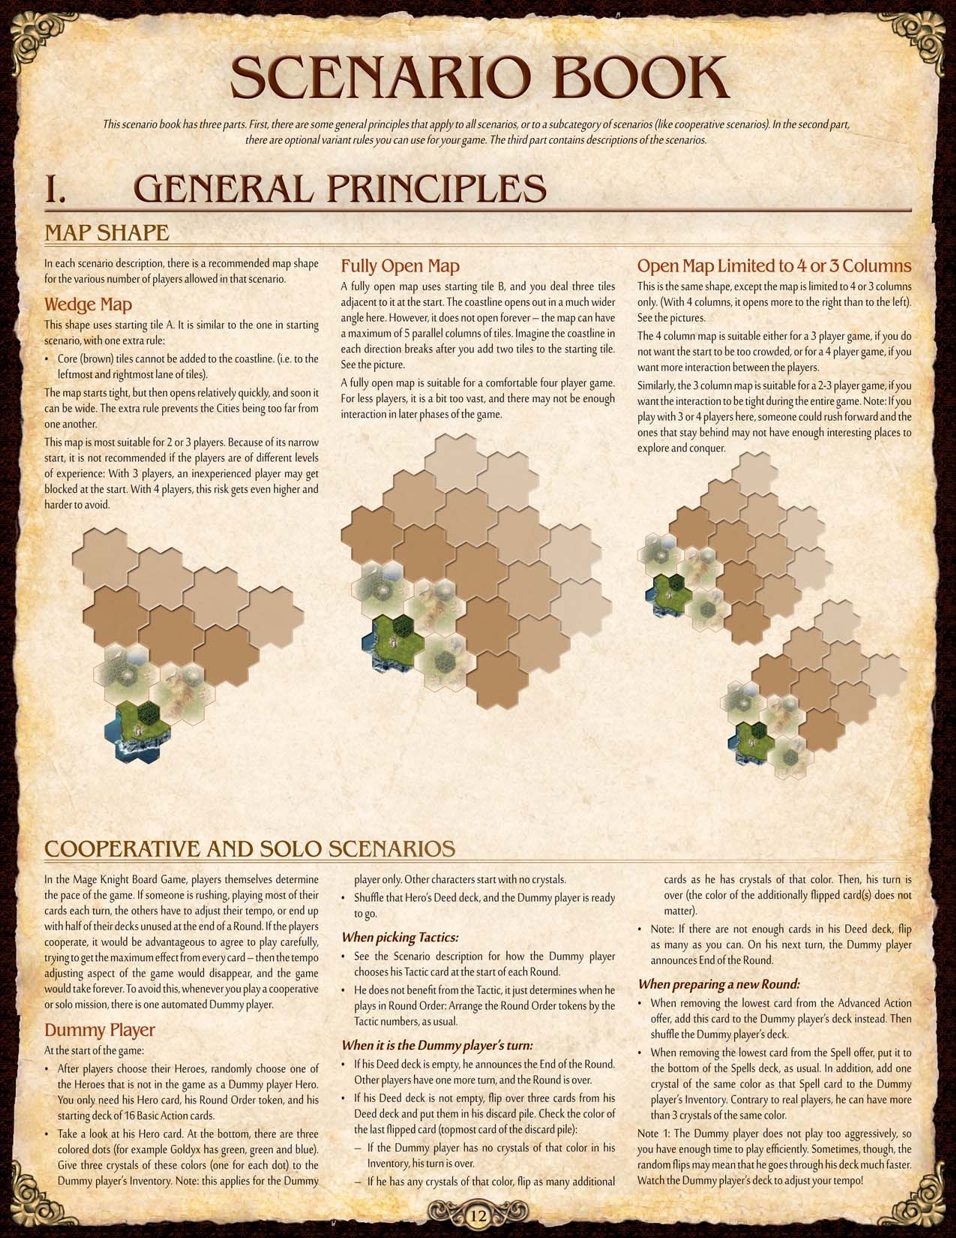 SCENARIO BOOK
This scenario book has three parts. First, there are some general principles that apply to all scenarios, or to a subcategory of scenarios (like cooperative scenarios). In the second part,
there are optional variant rules you can use for your game. The third part contains descriptions of the scenarios.
I. GENERAL PRINCIPLES
MAP SHAPE
In each scenario description, there is a recommended map shape
for the various number of players allowed in that scenario.
Wedge Map
This shape uses starting tile A. It is similar to the one in starting
scenario, with one extra rule:
• Core (brown) tiles cannot be added to the coastline. (i.e. to the
leftmost and rightmost lane of tiles).
The map starts tight, but then opens relatively quickly, and soon it
can be wide. The extra rule prevents the Cities being too far from
one another.
This map is most suitable for 2 or 3 players. Because of its narrow
start, it is not recommended if the players are of different levels
of experience: With 3 players, an inexperienced player may get
blocked at the start. With 4 players, this risk gets even higher and
harder to avoid.
Fully Open Map
A fully open map uses starting tile B, and you deal three tiles
adjacent to it at the start. The coastline opens out in a much wider
angle here. However, it does not open forever – the map can have
a maximum of 5 parallel columns of tiles. Imagine the coastline in
each direction breaks after you add two tiles to the starting tile.
See the picture.
A fully open map is suitable for a comfortable four player game.
For less players, it is a bit too vast, and there may not be enough
interaction in later phases of the game.
Open Map Limited to 4 or 3 Columns
This is the same shape, except the map is limited to 4 or 3 columns
only. (With 4 columns, it opens more to the right than to the left).
See the pictures.
The 4 column map is suitable either for a 3 player game, if you do
not want the start to be too crowded, or for a 4 player game, if you
want more interaction between the players.
Similarly, the 3 column map is suitable for a 2-3 player game, if you
want the interaction to be tight during the entire game. Note: If you
play with 3 or 4 players here, someone could rush forward and the
ones that stay behind may not have enough interesting places to
explore and conquer.
COOPERATIVE AND SOLO SCENARIOS
In the Mage Knight Board Game, players themselves determine
the pace of the game. If someone is rushing, playing most of their
cards each turn, the others have to adjust their tempo, or end up
with half of their decks unused at the end of a Round. If the players
cooperate, it would be advantageous to agree to play carefully,
trying to get the maximum effect from every card – then the tempo
adjusting aspect of the game would disappear, and the game
would take forever. To avoid this, whenever you play a cooperative
or solo mission, there is one automated Dummy player.
Dummy Player
At the start of the game:
• After players choose their Heroes, randomly choose one of
the Heroes that is not in the game as a Dummy player Hero.
You only need his Hero card, his Round Order token, and his
starting deck of 16 Basic Action cards.
• Take a look at his Hero card. At the bottom, there are three
colored dots (for example Goldyx has green, green and blue).
Give three crystals of these colors (one for each dot) to the
Dummy player's Inventory. Note: this applies for the Dummy
player only. Other characters start with no crystals.
• Shuffle that Hero's Deed deck, and the Dummy player is ready
to go.
When picking Tactics:
• See the Scenario description for how the Dummy player
chooses his Tactic card at the start of each Round.
• He does not benefit from the Tactic, it just determines when he
plays in Round Order: Arrange the Round Order tokens by the
Tactic numbers, as usual.
When it is the Dummy player's turn:
• If his Deed deck is empty, he announces the End of the Round.
Other players have one more turn, and the Round is over.
• If his Deed deck is not empty, flip over three cards from his
Deed deck and put them in his discard pile. Check the color of
the last flipped card (topmost card of the discard pile):
– If the Dummy player has no crystals of that color in his
Inventory, his turn is over.
– If he has any crystals of that color, flip as many additional
cards as he has crystals of that color. Then, his turn is
over (the color of the additionally flipped card(s) does not
matter).
• Note: If there are not enough cards in his Deed deck, flip
as many as you can. On his next turn, the Dummy player
announces End of the Round.
When preparing a new Round:
• When removing the lowest card from the Advanced Action
offer, add this card to the Dummy player's deck instead. Then
shuffle the Dummy player's deck.
• When removing the lowest card from the Spell offer, put it to
the bottom of the Spells deck, as usual. In addition, add one
crystal of the same color as that Spell card to the Dummy
player's Inventory. Contrary to real players, he can have more
than 3 crystals of the same color.
Note 1: The Dummy player does not play too aggressively, so
you have enough time to play efficiently. Sometimes, though, the
random flips may mean that he goes through his deck much faster.
Watch the Dummy player's deck to adjust your tempo!
12